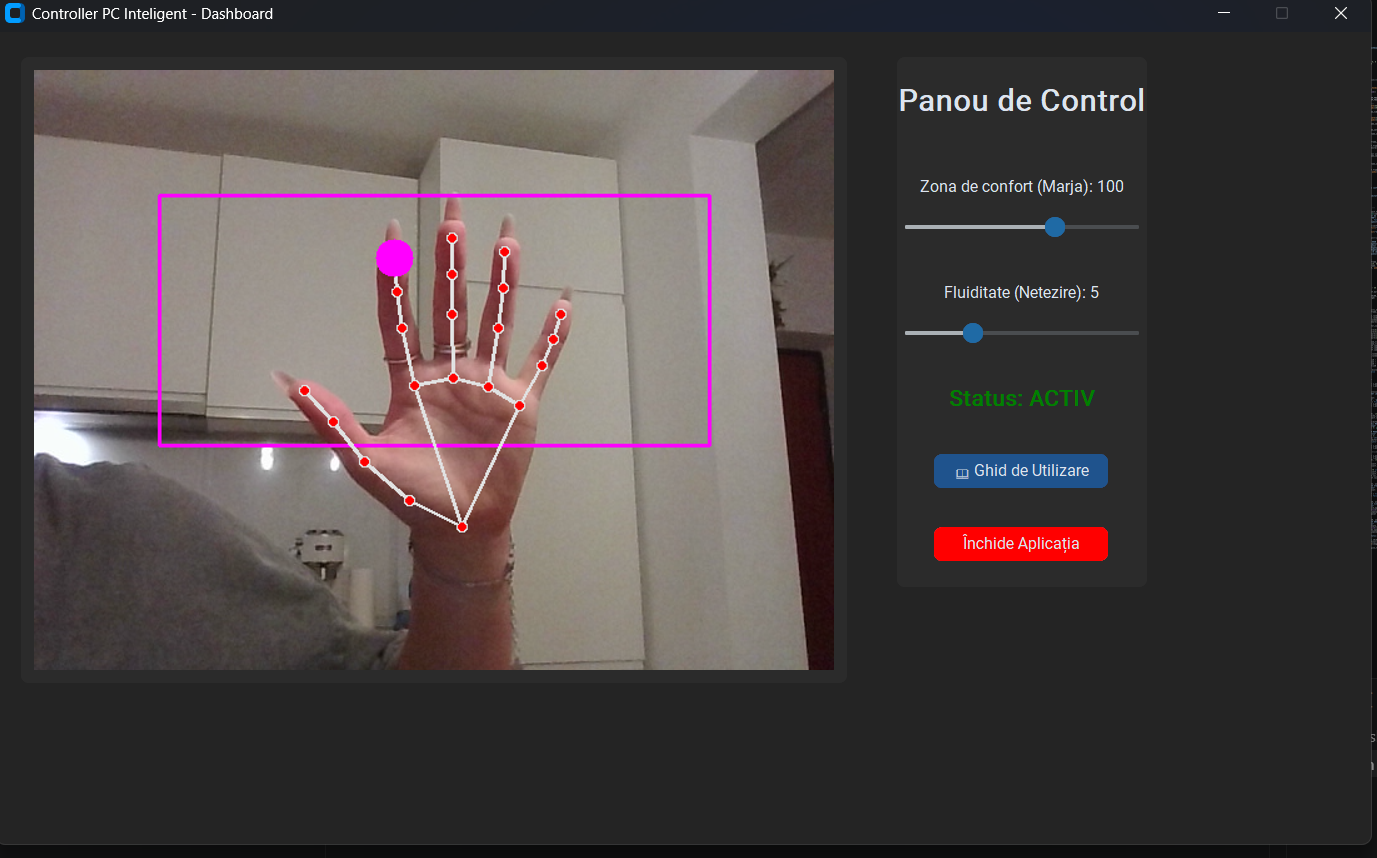 Controller PC Inteligent - Dashboard
Panou de Control
Zona de confort (Marja): 100
Fluiditate (Netezire): 5
Status: ACTIV
Ghid de Utilizare
Închide Aplicația